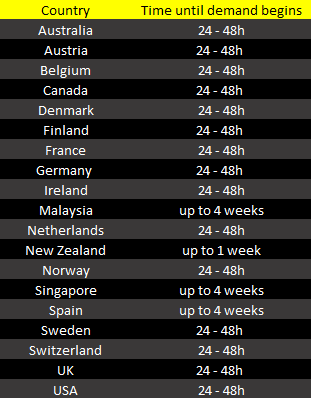 Country Time until demand begins
Australia 24 - 48h
Austria 24 - 48h
Belgium 24 - 48h
Canada 24 - 48h
Denmark 24 - 48h
Finland 24 - 48h
France 24 - 48h
Germany 24 - 48h
Ireland 24 - 48h
Malaysia up to 4 weeks
Netherlands 24 - 48h
New Zealand up to 1 week
Norway 24 - 48h
Singapore up to 4 weeks
Spain up to 4 weeks
Sweden 24 - 48h
Switzerland 24 - 48h
UK 24 - 48h
USA 24 - 48h